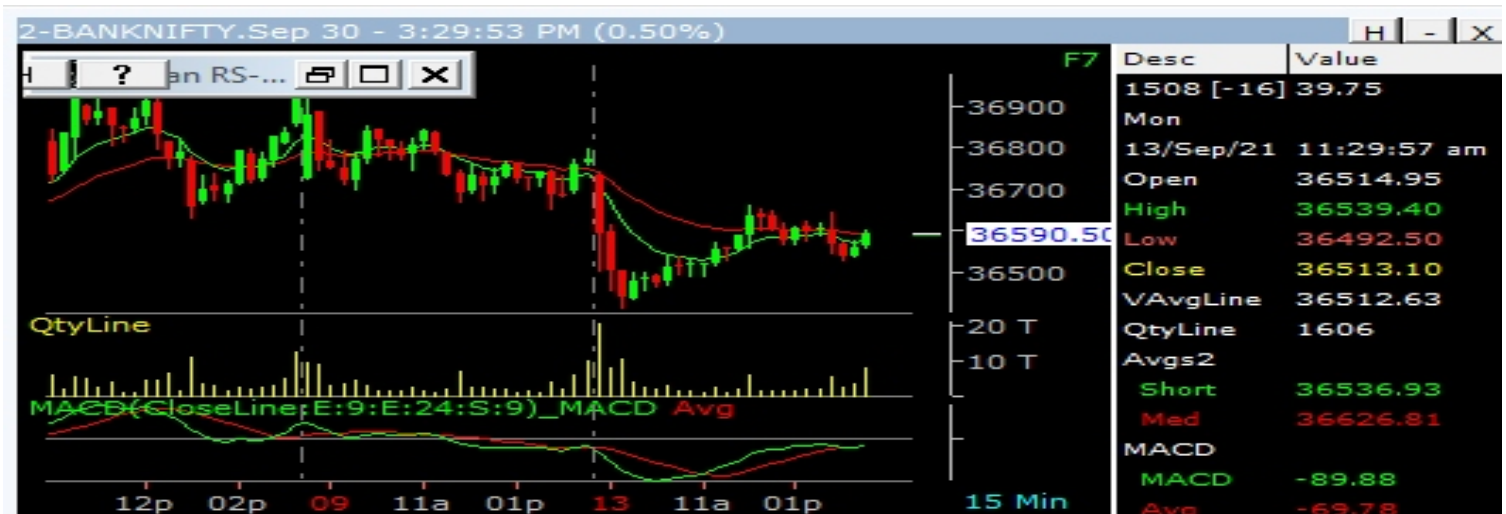 2-BANKNIFTY.Sep 30 - 3:29:53 PM (0.50%) H - X
? an RS-...
F7
36900
36800
36700
36590.50
36500
QtyLine
20 T
10 T
MACD(CloseLine:E:9:E:24:S:9)_MACD Avg
12p 02p 09 11a 01p 13 11a 01p 15 Min
Desc Value
1508 [-16] 39.75
Mon
13/Sep/21 11:29:57 am
Open 36514.95
High 36539.40
Low 36492.50
Close 36513.10
VAvgLine 36512.63
QtyLine 1606
Avgs2
Short 36536.93
Med 36626.81
MACD
MACD -89.88
Avg -69.78